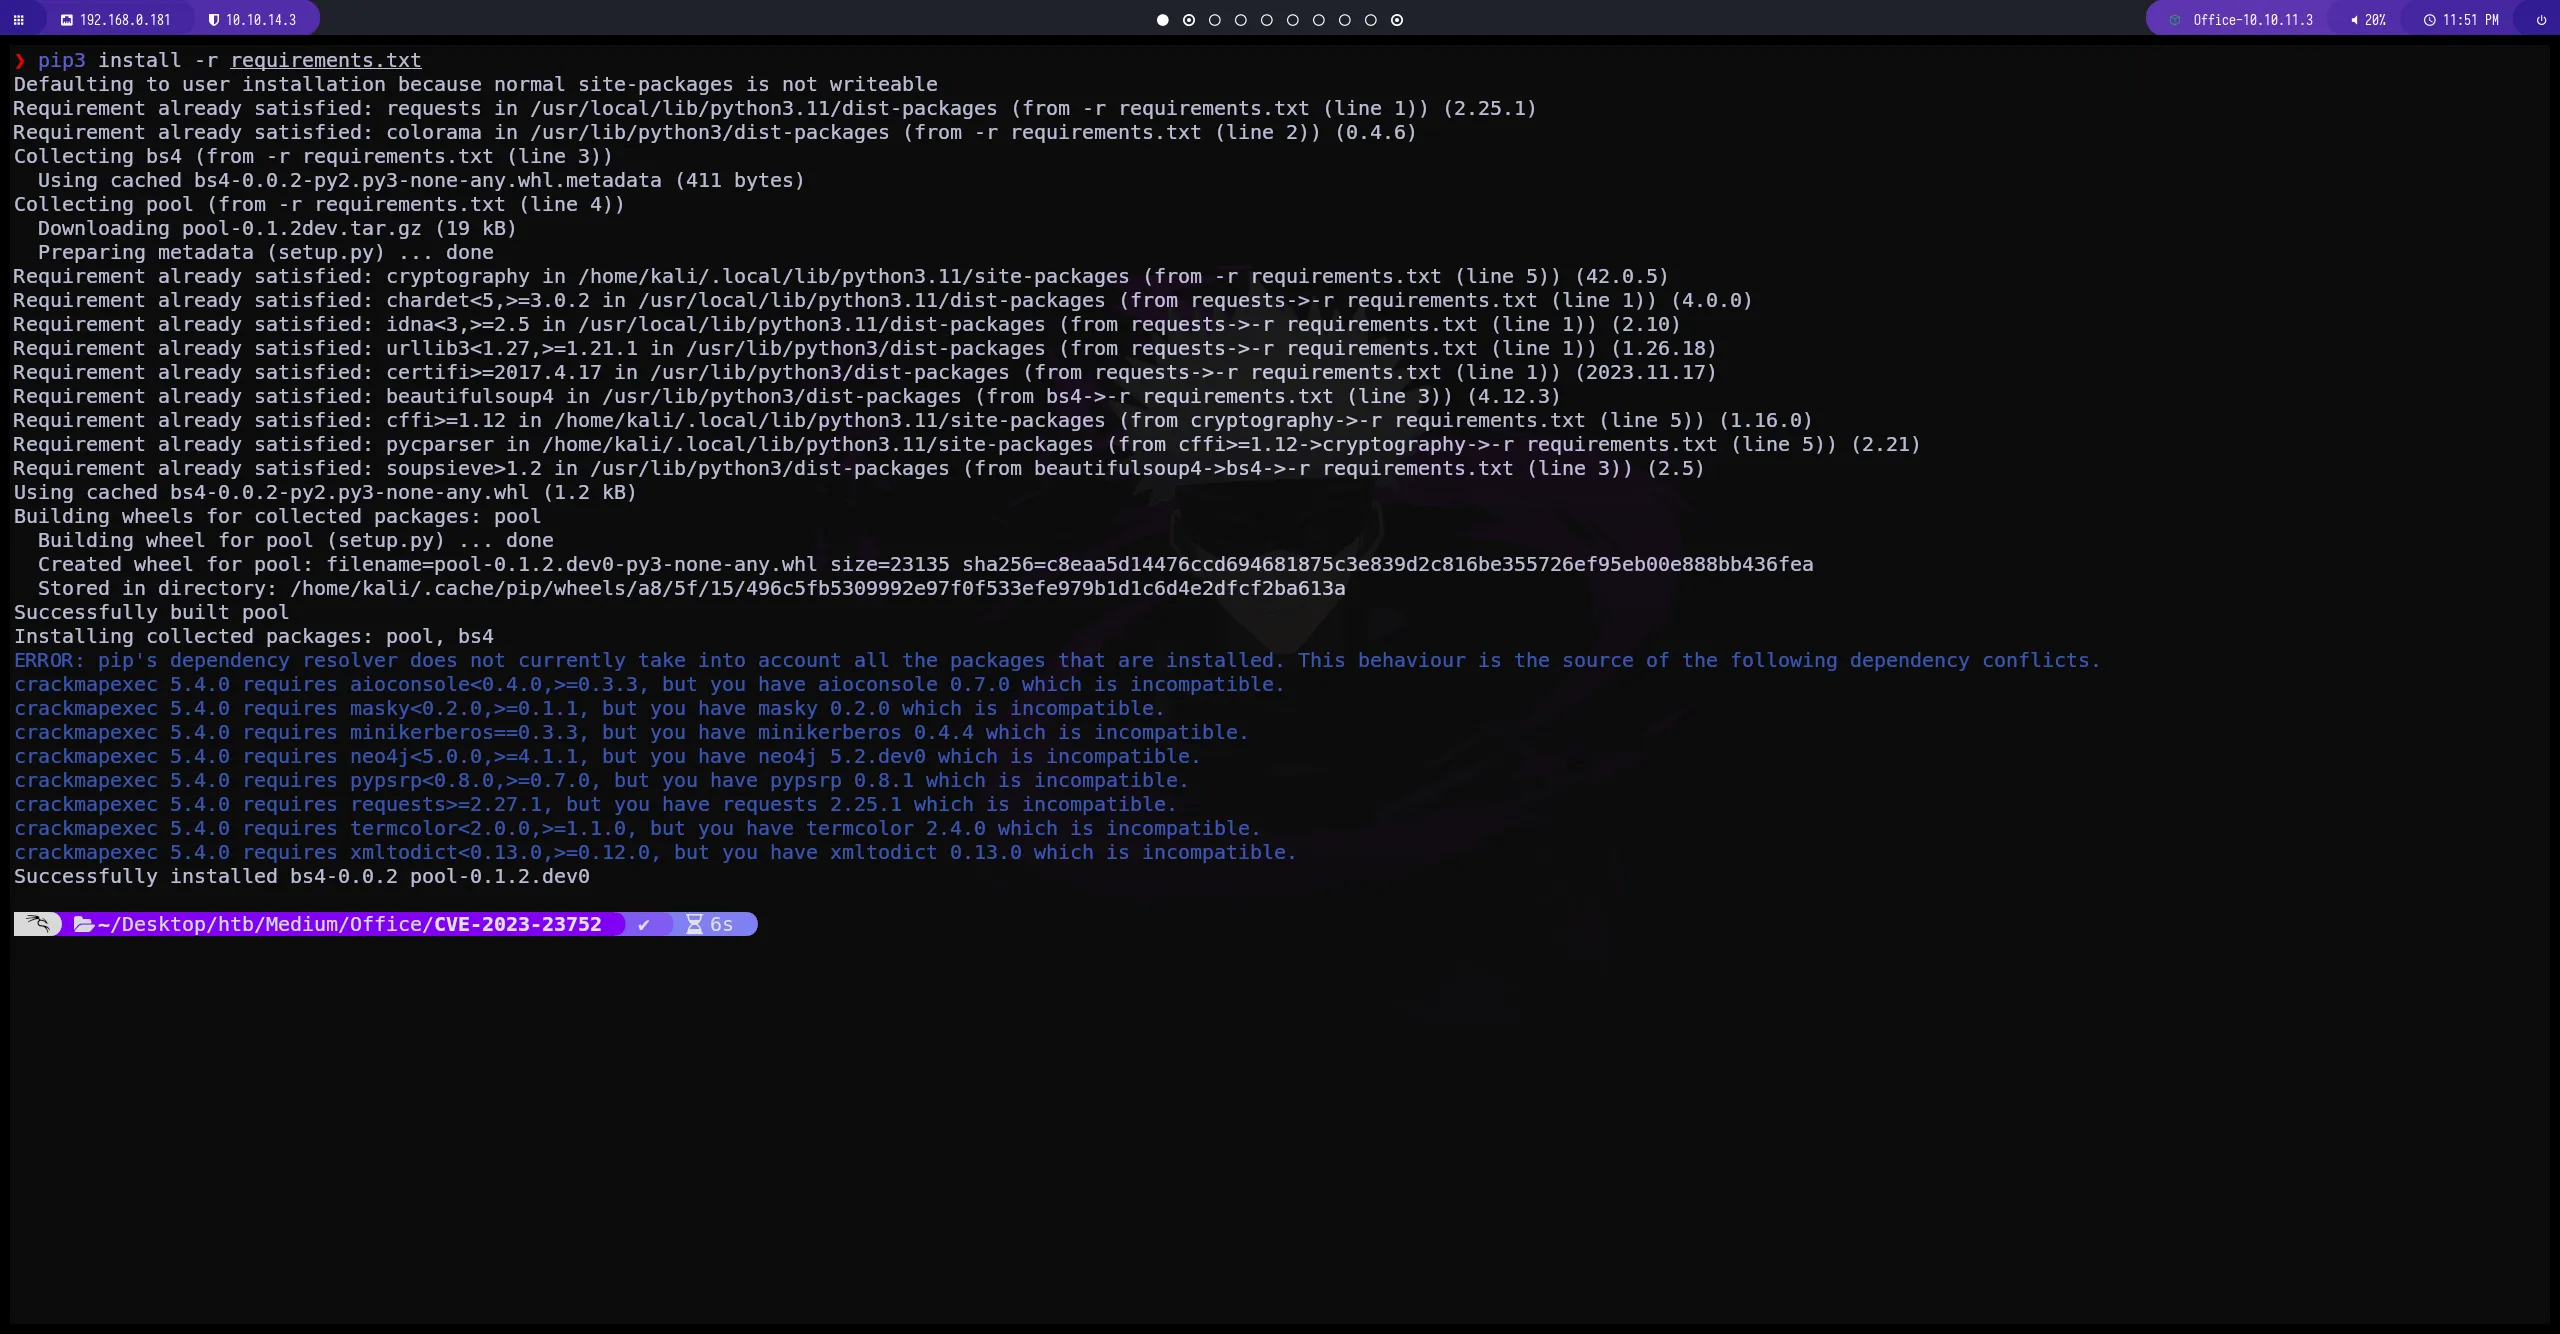 192.168.0.181 10.10.14.3 Office-10.10.11.3 20% 11:51 PM
❯ pip3 install -r requirements.txt
Defaulting to user installation because normal site-packages is not writeable
Requirement already satisfied: requests in /usr/local/lib/python3.11/dist-packages (from -r requirements.txt (line 1)) (2.25.1)
Requirement already satisfied: colorama in /usr/lib/python3/dist-packages (from -r requirements.txt (line 2)) (0.4.6)
Collecting bs4 (from -r requirements.txt (line 3))
  Using cached bs4-0.0.2-py2.py3-none-any.whl.metadata (411 bytes)
Collecting pool (from -r requirements.txt (line 4))
  Downloading pool-0.1.2dev.tar.gz (19 kB)
  Preparing metadata (setup.py) ... done
Requirement already satisfied: cryptography in /home/kali/.local/lib/python3.11/site-packages (from -r requirements.txt (line 5)) (42.0.5)
Requirement already satisfied: chardet<5,>=3.0.2 in /usr/local/lib/python3.11/dist-packages (from requests->-r requirements.txt (line 1)) (4.0.0)
Requirement already satisfied: idna<3,>=2.5 in /usr/local/lib/python3.11/dist-packages (from requests->-r requirements.txt (line 1)) (2.10)
Requirement already satisfied: urllib3<1.27,>=1.21.1 in /usr/lib/python3/dist-packages (from requests->-r requirements.txt (line 1)) (1.26.18)
Requirement already satisfied: certifi>=2017.4.17 in /usr/lib/python3/dist-packages (from requests->-r requirements.txt (line 1)) (2023.11.17)
Requirement already satisfied: beautifulsoup4 in /usr/lib/python3/dist-packages (from bs4->-r requirements.txt (line 3)) (4.12.3)
Requirement already satisfied: cffi>=1.12 in /home/kali/.local/lib/python3.11/site-packages (from cryptography->-r requirements.txt (line 5)) (1.16.0)
Requirement already satisfied: pycparser in /home/kali/.local/lib/python3.11/site-packages (from cffi>=1.12->cryptography->-r requirements.txt (line 5)) (2.21)
Requirement already satisfied: soupsieve>1.2 in /usr/lib/python3/dist-packages (from beautifulsoup4->bs4->-r requirements.txt (line 3)) (2.5)
Using cached bs4-0.0.2-py2.py3-none-any.whl (1.2 kB)
Building wheels for collected packages: pool
  Building wheel for pool (setup.py) ... done
  Created wheel for pool: filename=pool-0.1.2.dev0-py3-none-any.whl size=23135 sha256=c8eaa5d14476ccd694681875c3e839d2c816be355726ef95eb00e888bb436fea
  Stored in directory: /home/kali/.cache/pip/wheels/a8/5f/15/496c5fb5309992e97f0f533efe979b1d1c6d4e2dfcf2ba613a
Successfully built pool
Installing collected packages: pool, bs4
ERROR: pip's dependency resolver does not currently take into account all the packages that are installed. This behaviour is the source of the following dependency conflicts.
crackmapexec 5.4.0 requires aioconsole<0.4.0,>=0.3.3, but you have aioconsole 0.7.0 which is incompatible.
crackmapexec 5.4.0 requires masky<0.2.0,>=0.1.1, but you have masky 0.2.0 which is incompatible.
crackmapexec 5.4.0 requires minikerberos==0.3.3, but you have minikerberos 0.4.4 which is incompatible.
crackmapexec 5.4.0 requires neo4j<5.0.0,>=4.1.1, but you have neo4j 5.2.dev0 which is incompatible.
crackmapexec 5.4.0 requires pypsrp<0.8.0,>=0.7.0, but you have pypsrp 0.8.1 which is incompatible.
crackmapexec 5.4.0 requires requests>=2.27.1, but you have requests 2.25.1 which is incompatible.
crackmapexec 5.4.0 requires termcolor<2.0.0,>=1.1.0, but you have termcolor 2.4.0 which is incompatible.
crackmapexec 5.4.0 requires xmltodict<0.13.0,>=0.12.0, but you have xmltodict 0.13.0 which is incompatible.
Successfully installed bs4-0.0.2 pool-0.1.2.dev0
~/Desktop/htb/Medium/Office/CVE-2023-23752 ✔ 6s